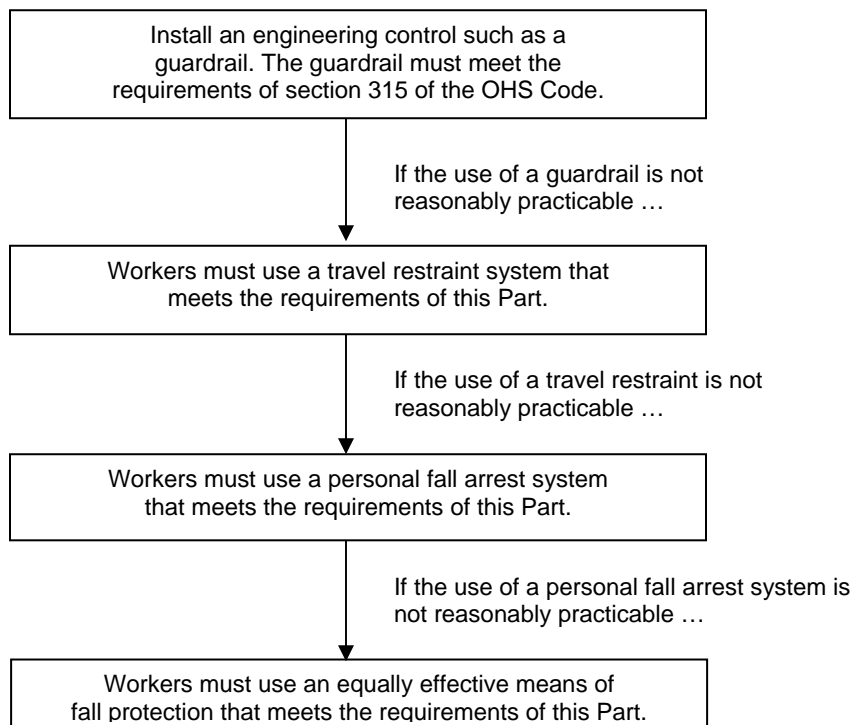 Install an engineering control such as a
guardrail. The guardrail must meet the
requirements of section 315 of the OHS Code.
If the use of a guardrail is not
reasonably practicable …
Workers must use a travel restraint system that
meets the requirements of this Part.
If the use of a travel restraint is not
reasonably practicable …
Workers must use a personal fall arrest system
that meets the requirements of this Part.
If the use of a personal fall arrest system is
not reasonably practicable …
Workers must use an equally effective means of
fall protection that meets the requirements of this Part.